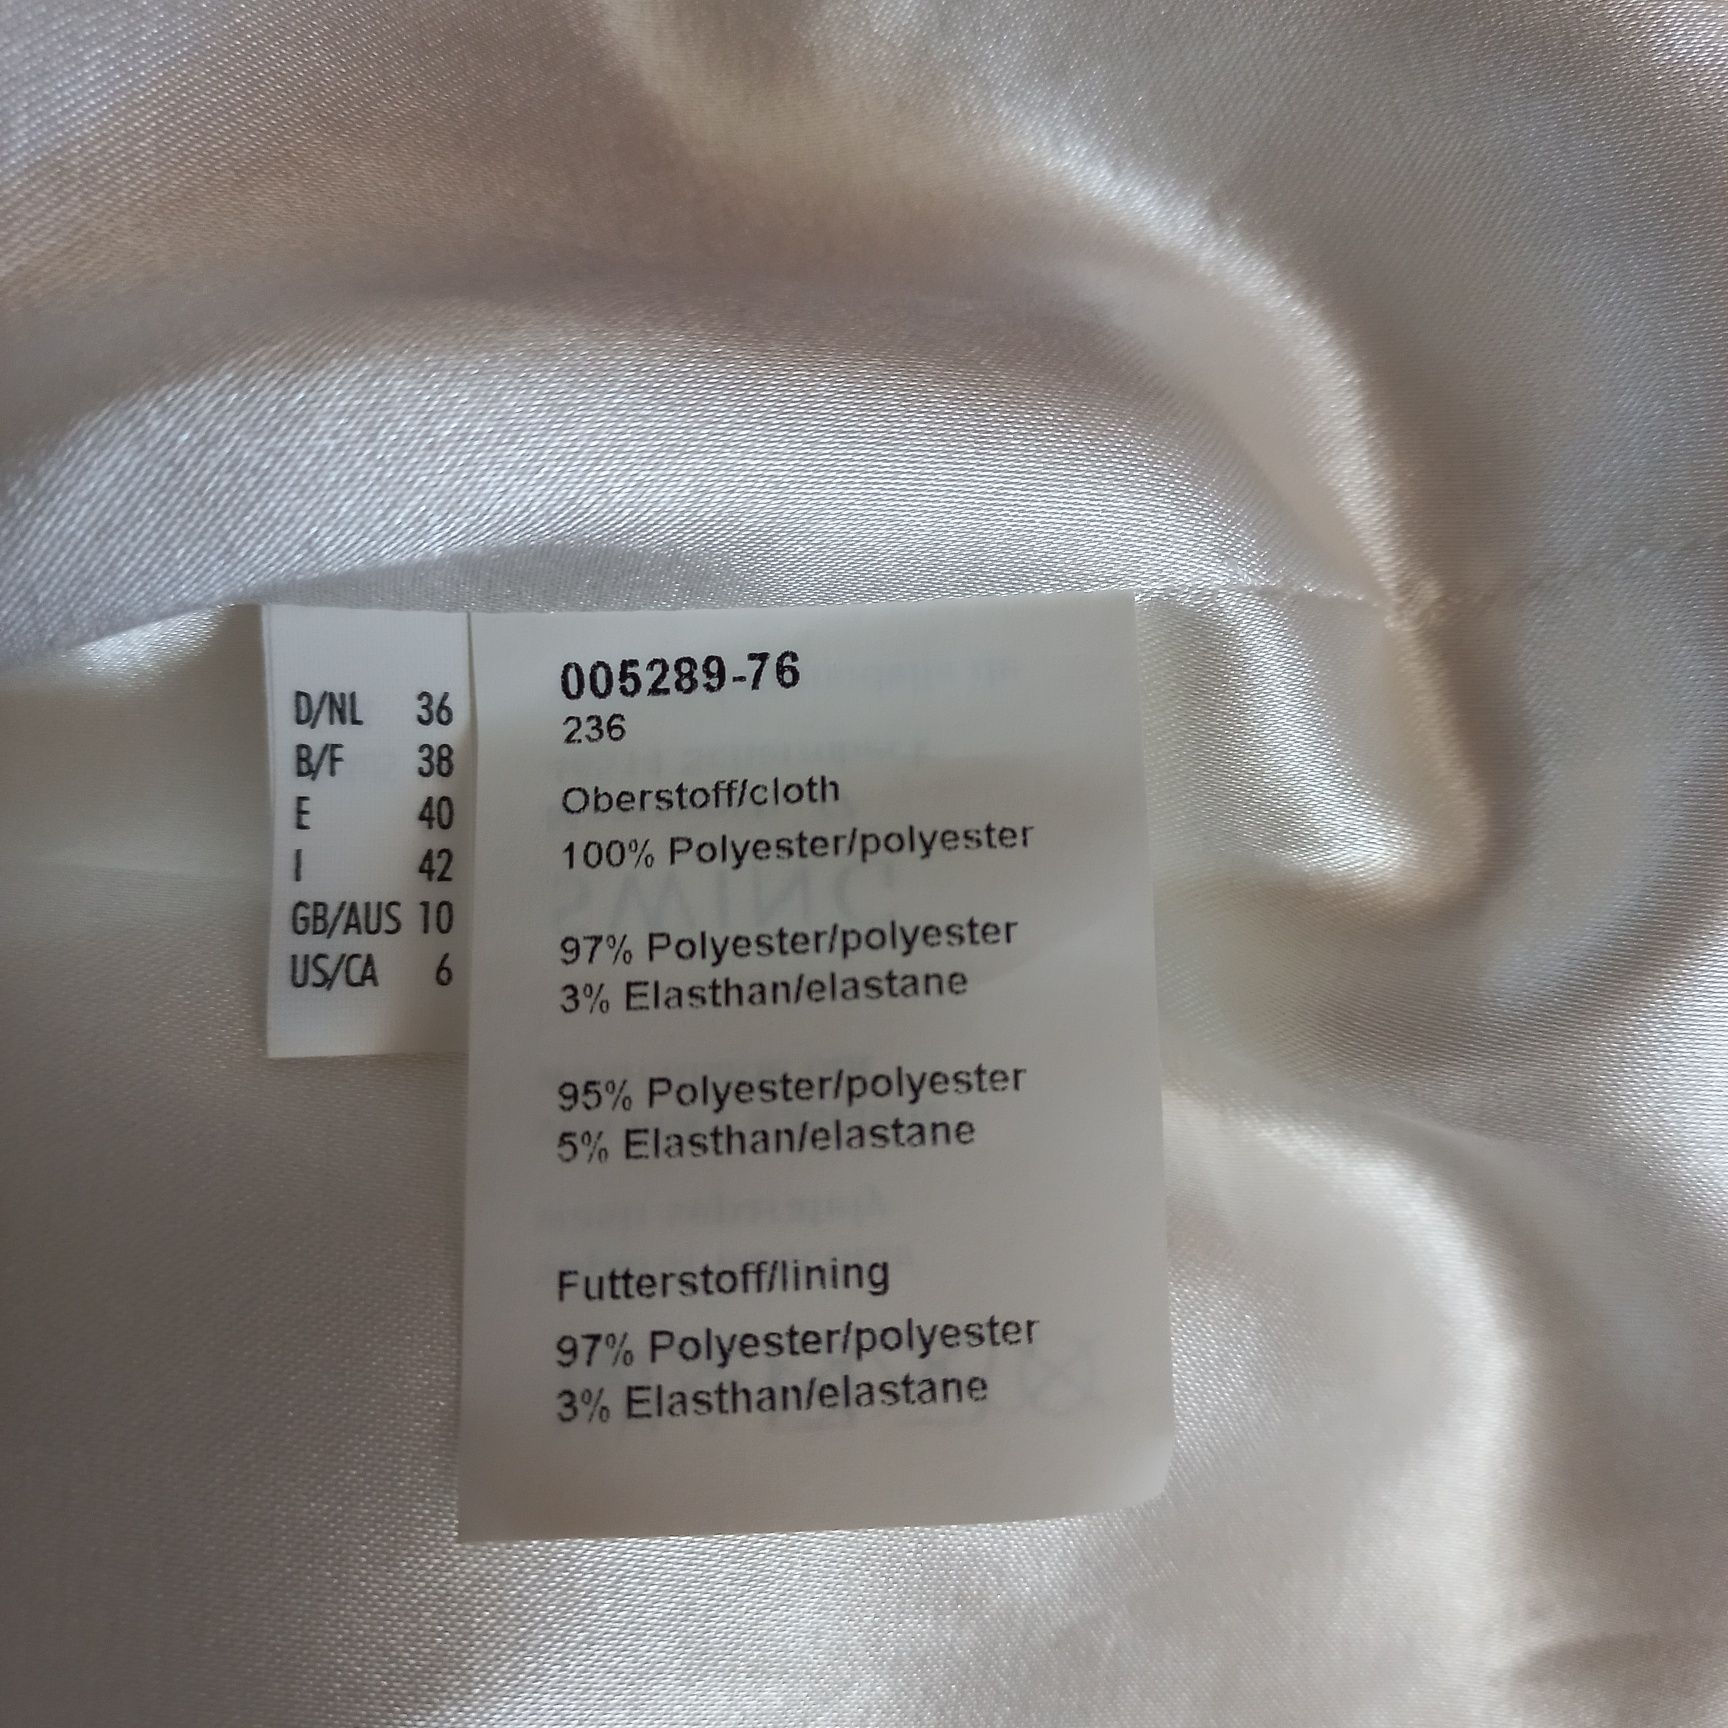 D/NL 36
B/F 38
E 40
I 42
GB/AUS 10
US/CA 6
005289-76
236
Oberstoff/cloth
100% Polyester/polyester
97% Polyester/polyester
3% Elasthan/elastane
95% Polyester/polyester
5% Elasthan/elastane
Futterstoff/lining
97% Polyester/polyester
3% Elasthan/elastane